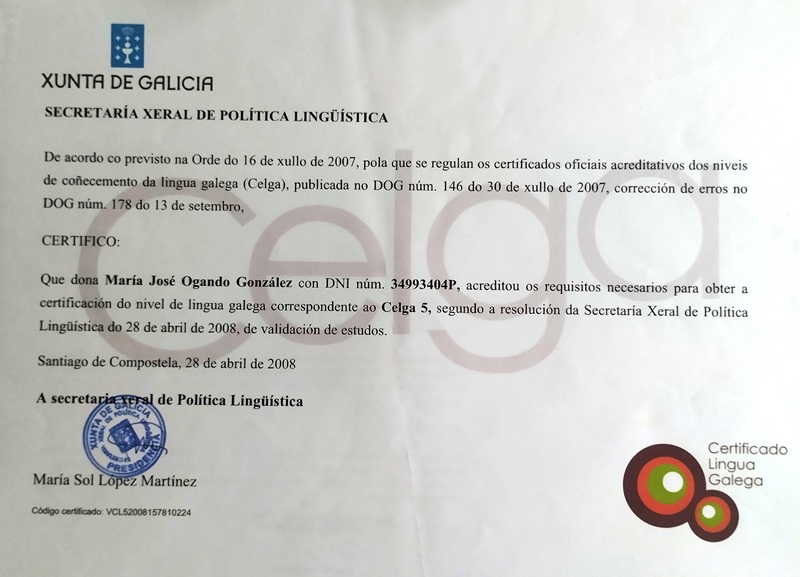 XUNTA DE GALICIA
SECRETARÍA XERAL DE POLÍTICA LINGÜÍSTICA
Celga
De acordo co previsto na Orde do 16 de xullo de 2007, pola que se regulan os certificados oficiais acreditativos dos niveis
de coñecemento da lingua galega (Celga), publicada no DOG núm. 146 do 30 de xullo de 2007, corrección de erros no
DOG núm. 178 do 13 de setembro,
CERTIFICO:
Que dona María José Ogando González con DNI núm. 34993404P, acreditou os requisitos necesarios para obter a
certificación do nivel de lingua galega correspondente ao Celga 5, segundo a resolución da Secretaría Xeral de Política
Lingüística do 28 de abril de 2008, de validación de estudos.
Santiago de Compostela, 28 de abril de 2008
A secretaria xeral de Política Lingüística
XUNTA DE GALICIA
PRESIDENCIA
María Sol López Martínez
Código certificado: VCL52008157810224
Certificado
Lingua
Galega